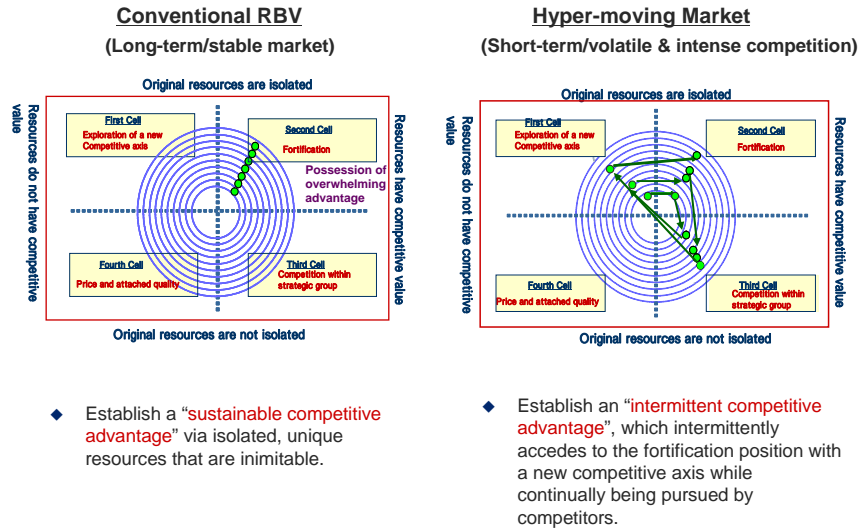 Conventional RBV
(Long-term/stable market)
Original resources are isolated
Resources do not have competitive
value
First Cell
Exploration of a new
Competitive axis
Second Cell
Fortification
Possession of
overwhelming
advantage
Resources have competitive value
Fourth Cell
Price and attached quality
Third Cell
Competition within
strategic group
Original resources are not isolated
◆ Establish a “sustainable competitive
advantage” via isolated, unique
resources that are inimitable.
Hyper-moving Market
(Short-term/volatile & intense competition)
Original resources are isolated
Resources do not have competitive
value
First Cell
Exploration of a new
Competitive axis
Second Cell
Fortification
Resources have competitive value
Fourth Cell
Price and attached quality
Third Cell
Competition within
strategic group
Original resources are not isolated
◆ Establish an “intermittent competitive
advantage”, which intermittently
accedes to the fortification position with
a new competitive axis while
continually being pursued by
competitors.